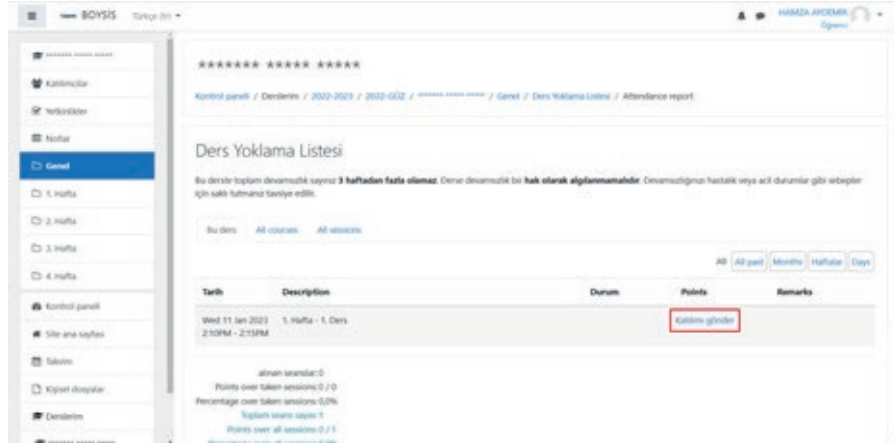 BOYSİS Türkçe (tr)
HAMZA AYDEMİR
Öğrenci
******* ***** *****
Katılımcılar
Yetkinlikler
Notlar
Genel
1. Hafta
2. Hafta
3. Hafta
4. Hafta
Kontrol paneli
Site ana sayfası
Takvim
Kişisel dosyalar
Derslerim
******* ***** *****
Kontrol paneli / Derslerim / 2022-2023 / 2022-GÜZ / ******* ***** ***** / Genel / Ders Yoklama Listesi / Attendance report
Ders Yoklama Listesi
Bu derste toplam devamsızlık sayınız 3 haftadan fazla olamaz. Derse devamsızlık bir hak olarak algılanmamalıdır. Devamsızlığınızı hastalık veya acil durumlar gibi sebepler
için saklı tutmanız tavsiye edilir.
Bu ders All courses All sessions
All All past Months Haftalar Days
Tarih Description Durum Points Remarks
Wed 11 Jan 2023 1. Hafta - 1. Ders Katılımı gönder
2:10PM - 2:15PM
alınan seanslar: 0
Points over taken sessions: 0 / 0
Percentage over taken sessions: 0,0%
Toplam seans sayısı: 1
Points over all sessions: 0 / 1